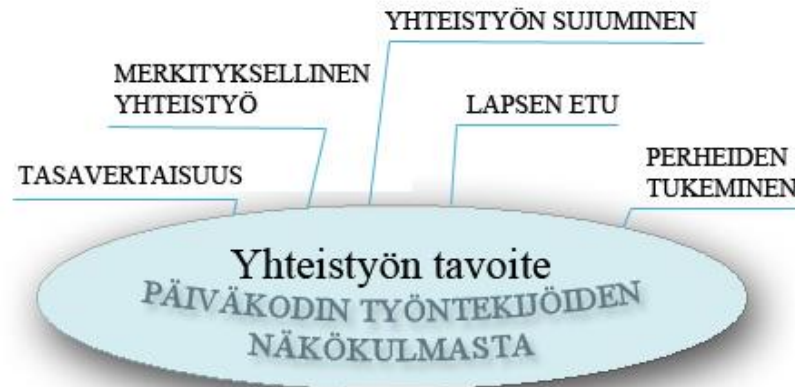 YHTEISTYÖN SUJUMINEN
MERKITYKSELLINEN
YHTEISTYÖ
LAPSEN ETU
TASAVERTAISUUS
PERHEIDEN
TUKEMINEN
Yhteistyön tavoite
PÄIVÄKODIN TYÖNTEKIJÖIDEN
NÄKÖKULMASTA